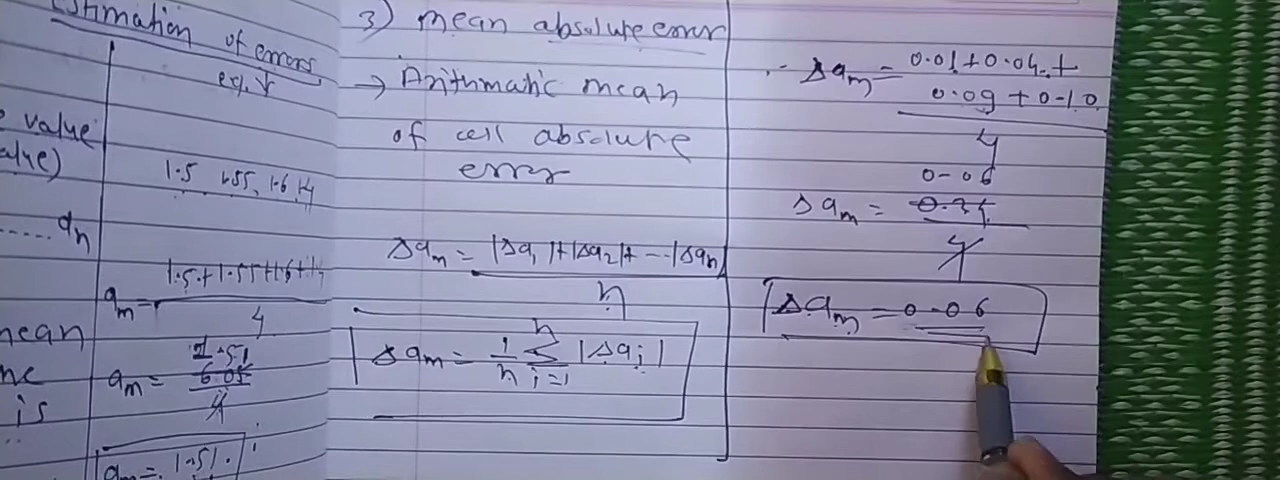 Estimation of errors
eq. 
e value
alue)
1.5 1.55, 1.6 1.4
..... an
am = 1.5 + 1.55 + 1.6 + 1.
4
mean
am = 6.05
4
is
am = 1.51
3) mean absolute error
→ Arithmatic mean
of all absolute
error
Δam = |Δa1|+|Δa2|+ --- |Δan|
n
Δam = 1/n n∑i=1 |Δai|
∴ Δam = 0.01 + 0.04 +
0.09 + 0.10
4
0.06
Δam = 0.24
4
Δam = 0.06